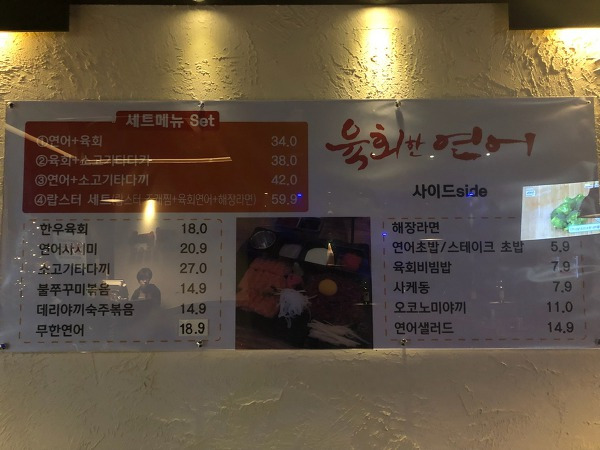 세트메뉴 Set
①연어+육회 34.0
②육회+소고기타다끼 38.0
③연어+소고기타다끼 42.0
④랍스터 세트 59.9
한우육회 18.0
연어사시미 20.9
소고기타다끼 27.0
불쭈꾸미볶음 14.9
데리야끼숙주볶음 14.9
무한연어 18.9
육회한 연어
사이드side
해장라면
연어초밥/스테이크 초밥 5.9
육회비빔밥 7.9
사케동 7.9
오코노미야끼 11.0
연어샐러드 14.9